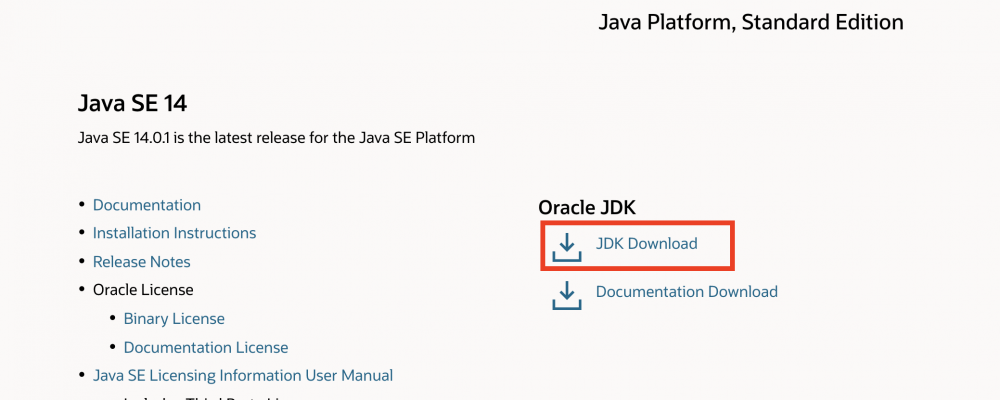 Java Platform, Standard Edition
Java SE 14
Java SE 14.0.1 is the latest release for the Java SE Platform
Documentation
Installation Instructions
Release Notes
Oracle License
Binary License
Documentation License
Java SE Licensing Information User Manual
Oracle JDK
JDK Download
Documentation Download